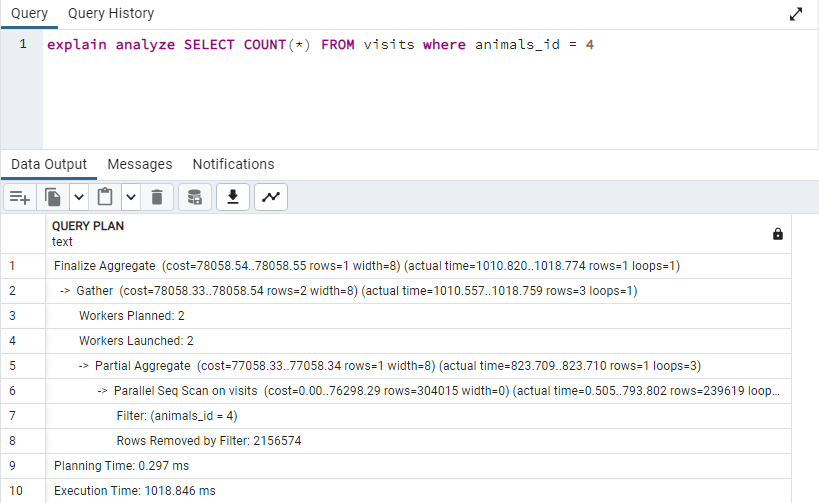 Query Query History
1 explain analyze SELECT COUNT(*) FROM visits where animals_id = 4
Data Output Messages Notifications
QUERY PLAN
text
1 Finalize Aggregate (cost=78058.54..78058.55 rows=1 width=8) (actual time=1010.820..1018.774 rows=1 loops=1)
2 -> Gather (cost=78058.33..78058.54 rows=2 width=8) (actual time=1010.557..1018.759 rows=3 loops=1)
3 Workers Planned: 2
4 Workers Launched: 2
5 -> Partial Aggregate (cost=77058.33..77058.34 rows=1 width=8) (actual time=823.709..823.710 rows=1 loops=3)
6 -> Parallel Seq Scan on visits (cost=0.00..76298.29 rows=304015 width=0) (actual time=0.505..793.802 rows=239619 loop...
7 Filter: (animals_id = 4)
8 Rows Removed by Filter: 2156574
9 Planning Time: 0.297 ms
10 Execution Time: 1018.846 ms